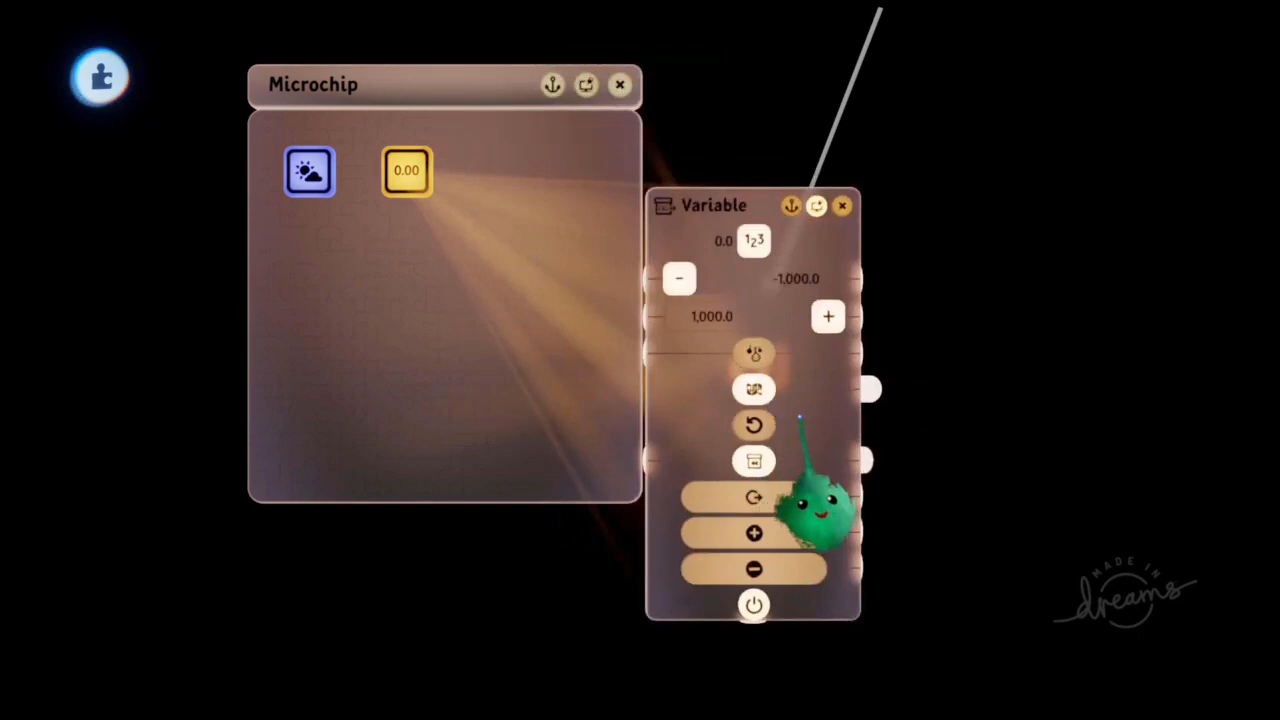 Microchip
0.00
Variable
0.0 123
- -1,000.0
1,000.0 +
MADE IN
dreams